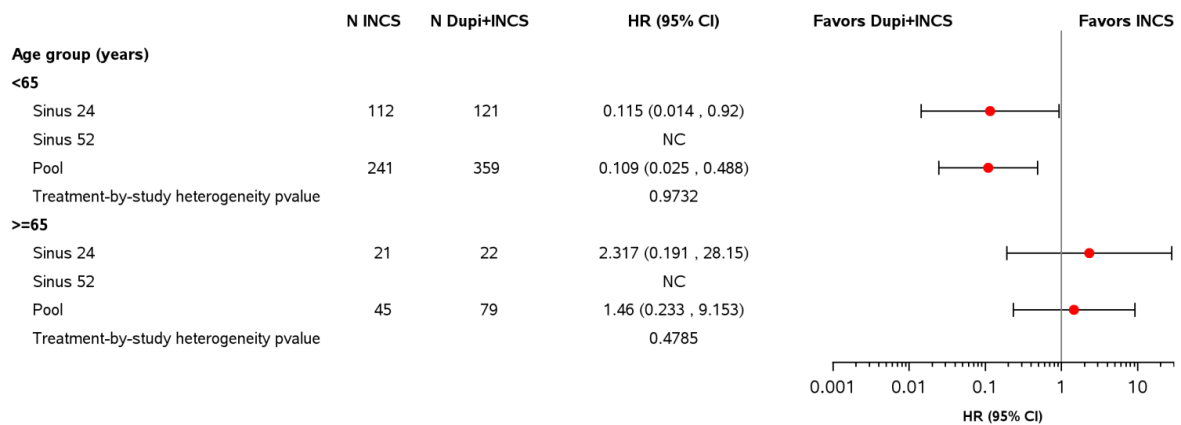 N INCS N Dupi+INCS HR (95% CI) Favors Dupi+INCS Favors INCS
Age group (years)
<65
Sinus 24 112 121 0.115 (0.014 , 0.92)
Sinus 52 NC
Pool 241 359 0.109 (0.025 , 0.488)
Treatment-by-study heterogeneity pvalue 0.9732
>=65
Sinus 24 21 22 2.317 (0.191 , 28.15)
Sinus 52 NC
Pool 45 79 1.46 (0.233 , 9.153)
Treatment-by-study heterogeneity pvalue 0.4785
0.001 0.01 0.1 1 10
HR (95% CI)